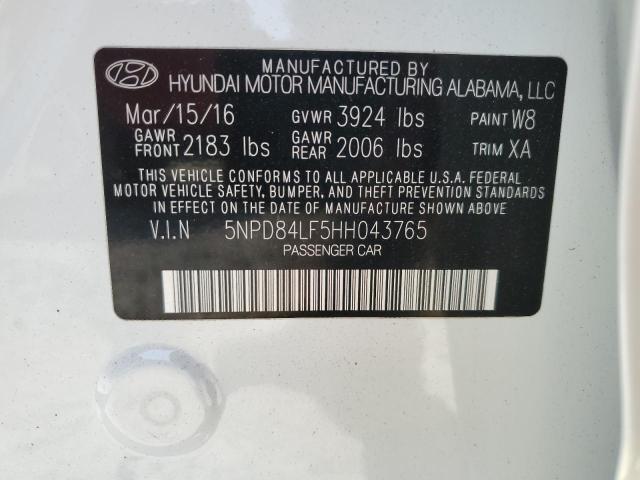 MANUFACTURED BY
HYUNDAI MOTOR MANUFACTURING ALABAMA, LLC
Mar/15/16 GVWR 3924 lbs PAINT W8
GAWR FRONT 2183 lbs GAWR REAR 2006 lbs TRIM XA
THIS VEHICLE CONFORMS TO ALL APPLICABLE U.S.A. FEDERAL
MOTOR VEHICLE SAFETY, BUMPER, AND THEFT PREVENTION STANDARDS
IN EFFECT ON THE DATE OF MANUFACTURE SHOWN ABOVE
V.I.N 5NPD84LF5HH043765
PASSENGER CAR